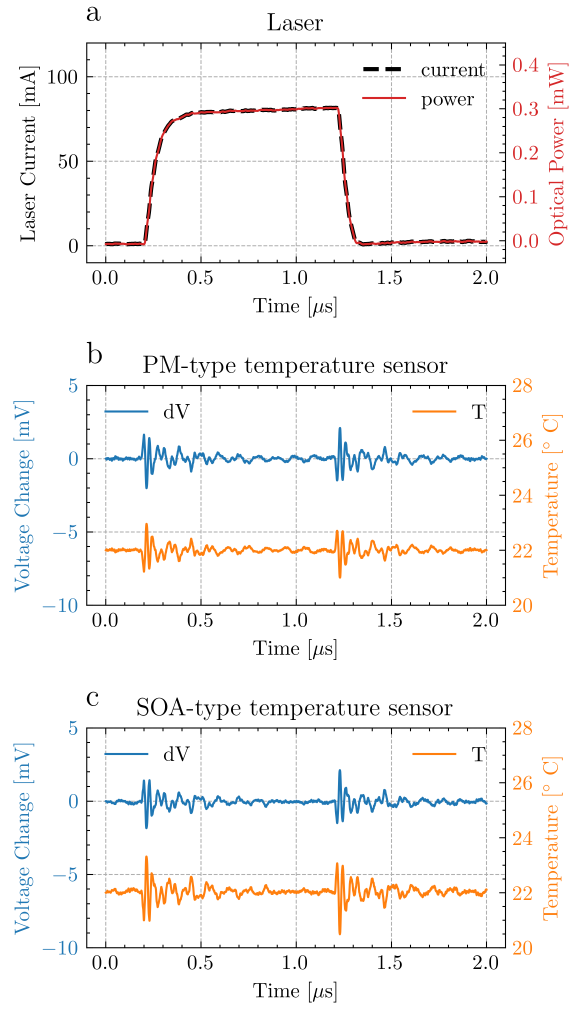 a
Laser
100
50
0
Laser Current [mA]
current
power
0.4
0.3
0.2
0.1
0.0
Optical Power [mW]
0.0 0.5 1.0 1.5 2.0
Time [μs]
b
PM-type temperature sensor
5
0
−5
−10
Voltage Change [mV]
dV
T
28
26
24
22
20
Temperature [° C]
0.0 0.5 1.0 1.5 2.0
Time [μs]
c
SOA-type temperature sensor
5
0
−5
−10
Voltage Change [mV]
dV
T
28
26
24
22
20
Temperature [° C]
0.0 0.5 1.0 1.5 2.0
Time [μs]